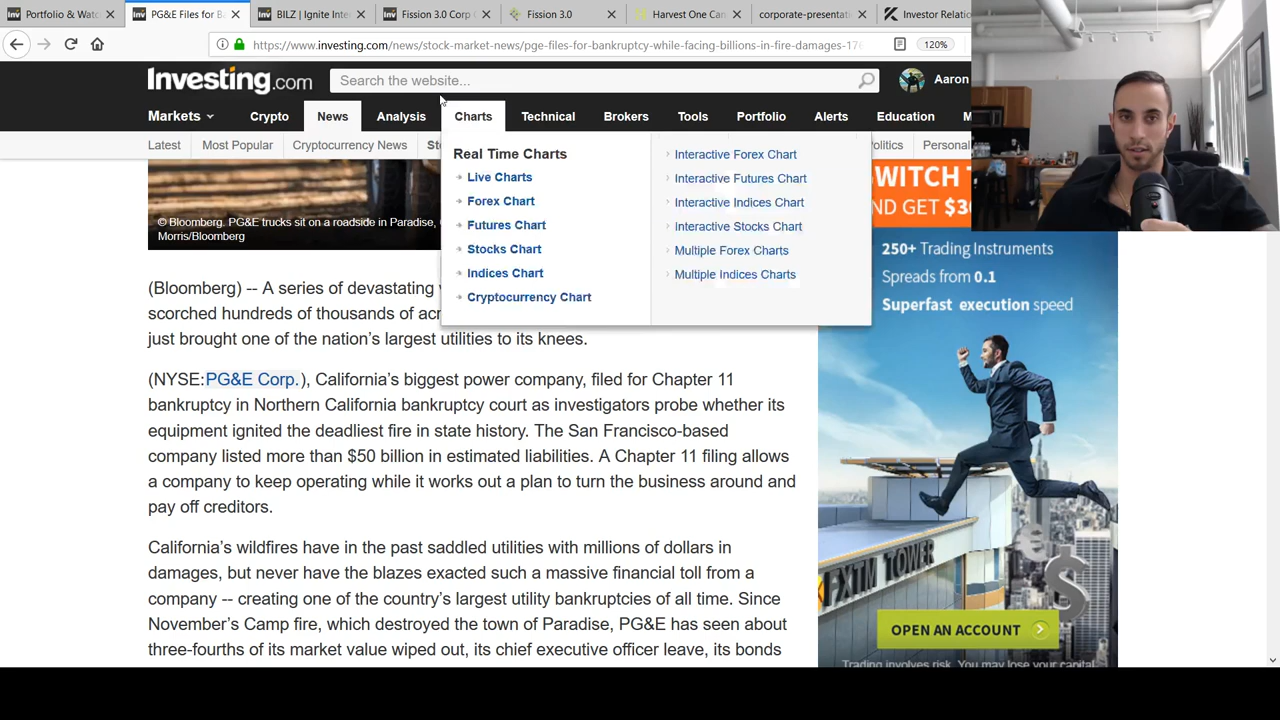 Portfolio & Watc
PG&E Files for Ba
BILZ | Ignite Inte
Fission 3.0 Corp C
Fission 3.0
Harvest One Can
corporate-presentatio
Investor Relatio
https://www.investing.com/news/stock-market-news/pge-files-for-bankruptcy-while-facing-billions-in-fire-damages-176
120%
Investing.com
Search the website...
Aaron
Markets
Crypto
News
Analysis
Charts
Technical
Brokers
Tools
Portfolio
Alerts
Education
M
Latest
Most Popular
Cryptocurrency News
Sto
olitics
Personal
Real Time Charts
Live Charts
Forex Chart
Futures Chart
Stocks Chart
Indices Chart
Cryptocurrency Chart
Interactive Forex Chart
Interactive Futures Chart
Interactive Indices Chart
Interactive Stocks Chart
Multiple Forex Charts
Multiple Indices Charts
© Bloomberg. PG&E trucks sit on a roadside in Paradise,
Morris/Bloomberg
(Bloomberg) -- A series of devastating
scorched hundreds of thousands of acr
just brought one of the nation's largest utilities to its knees.
(NYSE:PG&E Corp.), California's biggest power company, filed for Chapter 11
bankruptcy in Northern California bankruptcy court as investigators probe whether its
equipment ignited the deadliest fire in state history. The San Francisco-based
company listed more than $50 billion in estimated liabilities. A Chapter 11 filing allows
a company to keep operating while it works out a plan to turn the business around and
pay off creditors.
California's wildfires have in the past saddled utilities with millions of dollars in
damages, but never have the blazes exacted such a massive financial toll from a
company -- creating one of the country's largest utility bankruptcies of all time. Since
November's Camp fire, which destroyed the town of Paradise, PG&E has seen about
three-fourths of its market value wiped out, its chief executive officer leave, its bonds
SWITCH T
ND GET $3
250+ Trading Instruments
Spreads from 0.1
Superfast execution speed
FXTM TOWER
OPEN AN ACCOUNT
Trading involves risk. You may lose your capital